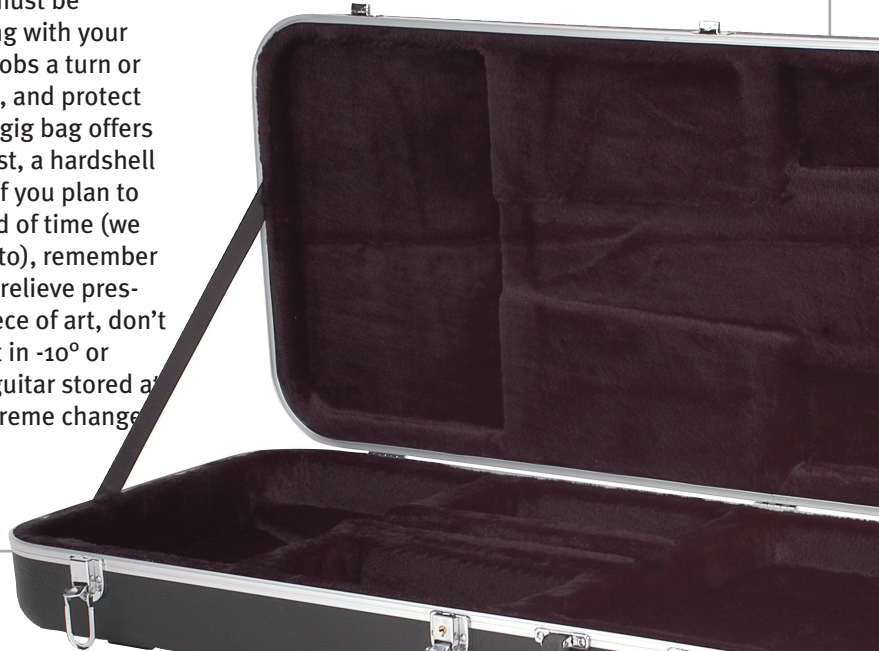 must be
ng with your
obs a turn or
, and protect
gig bag offers
st, a hardshell
f you plan to
d of time (we
to), remember
relieve pres-
ece of art, don't
t in -10° or
guitar stored at
reme change